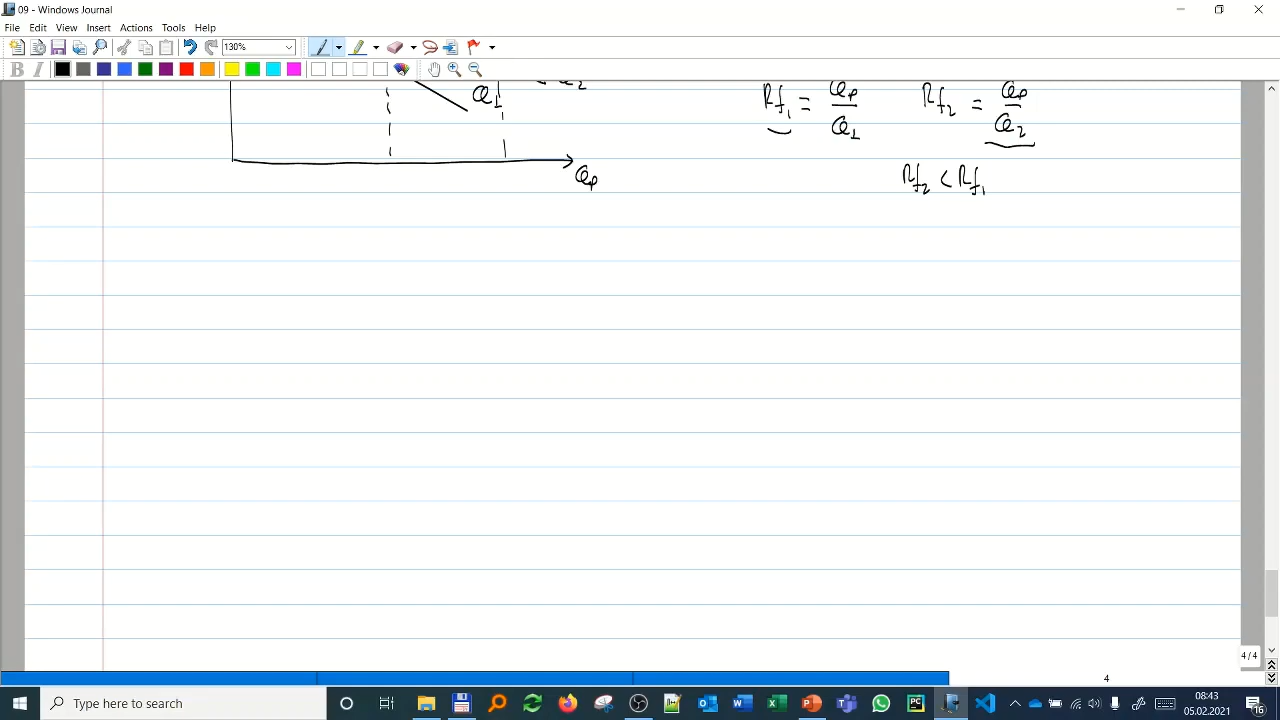 09 - Windows Journal
File Edit View Insert Actions Tools Help
130%
B I
Q₁
Rf₁ = Qp/Q₁ Rf₂ = Qp/Q₂
Qp
Rf₂ < Rf₁
4 / 4
4
Type here to search
08:43
05.02.2021
16